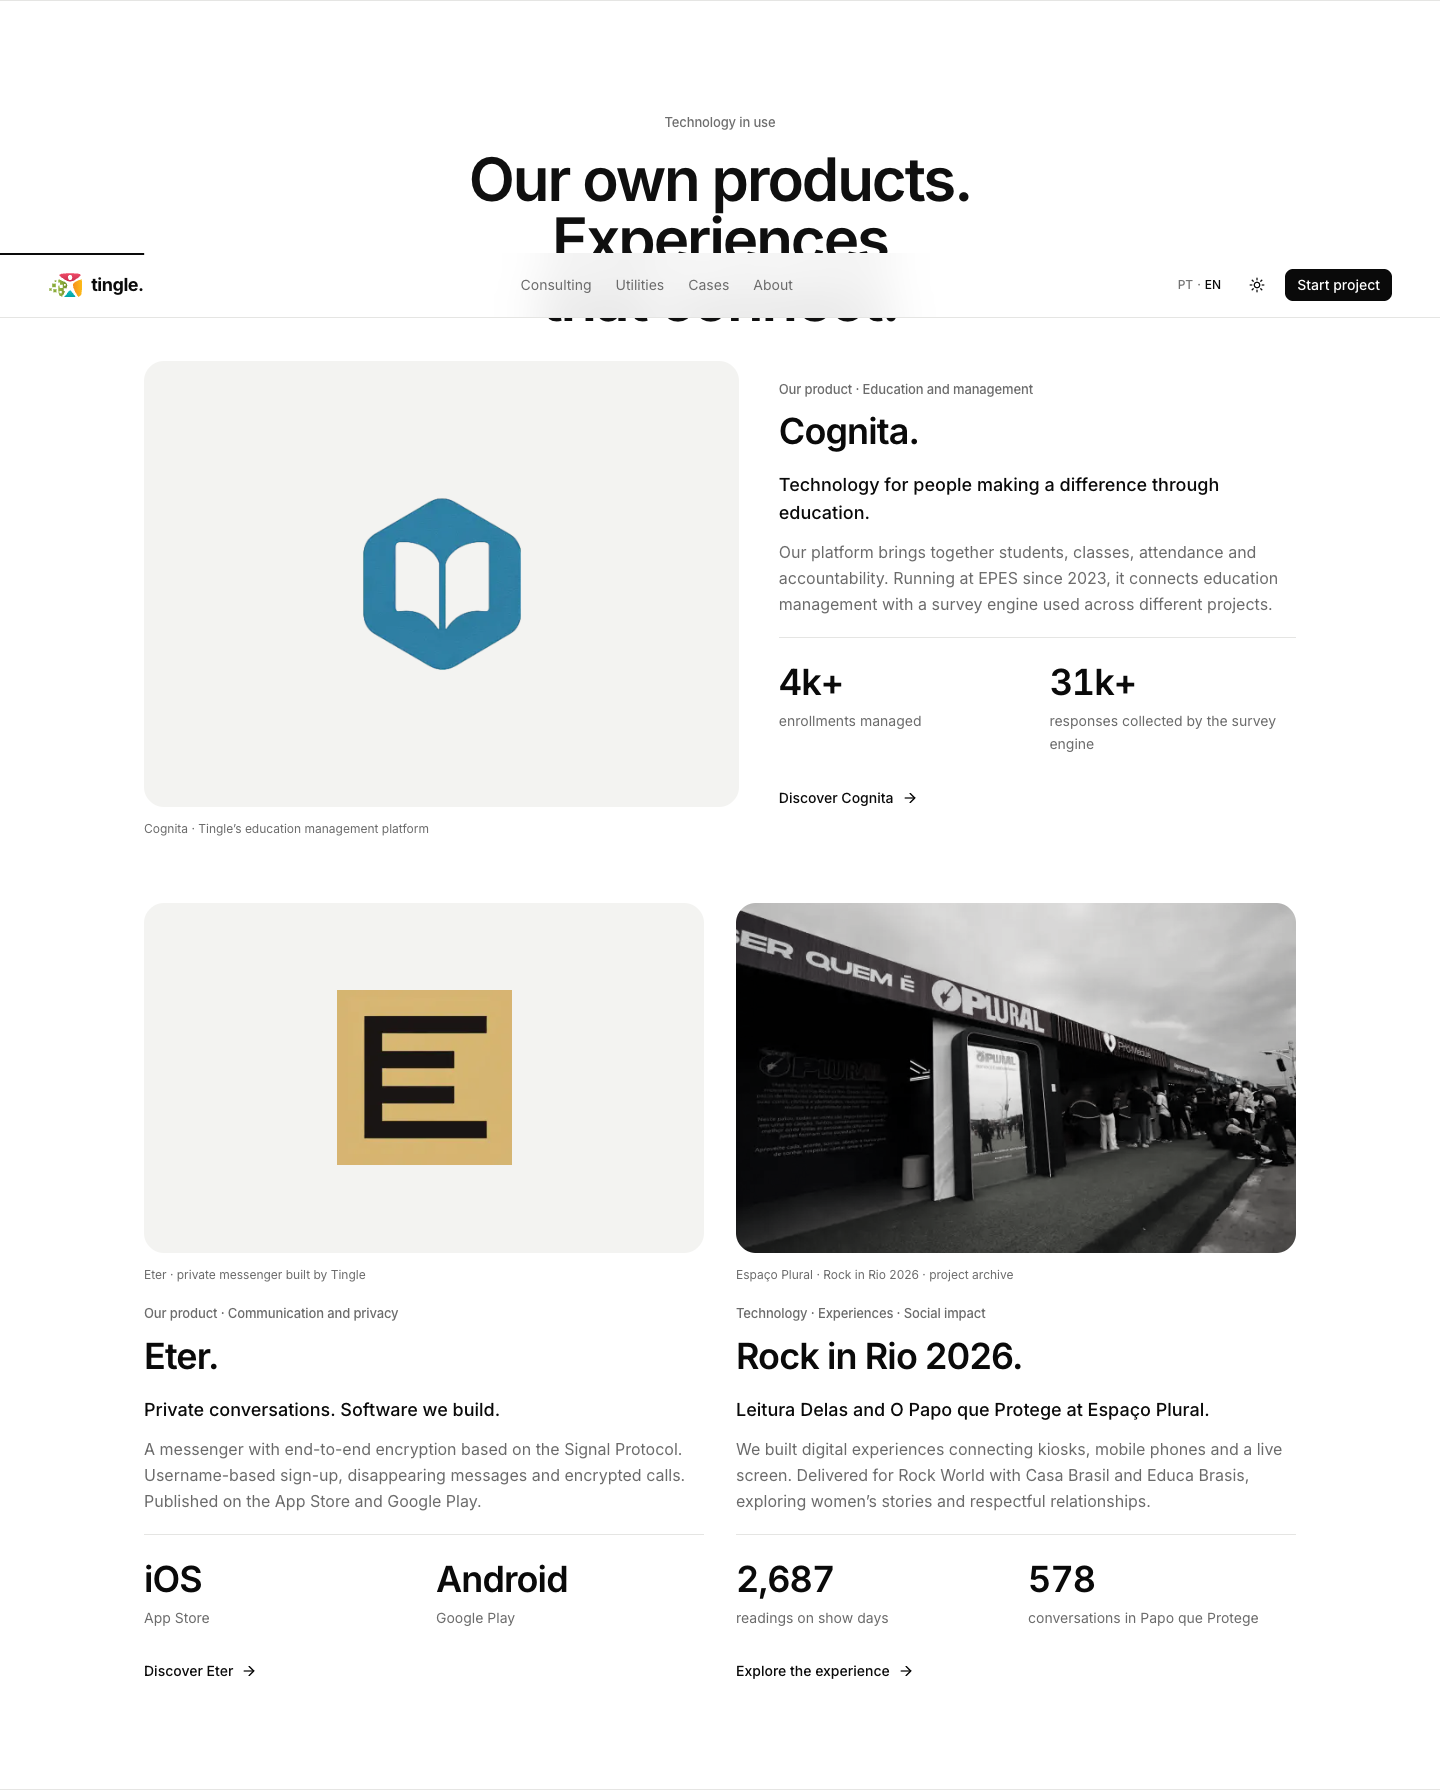 Technology in use
Our own products.
Experiences
that connect.
tingle.
Consulting
Utilities
Cases
About
PT · EN
Start project
Our product · Education and management
Cognita.
Technology for people making a difference through
education.
Our platform brings together students, classes, attendance and
accountability. Running at EPES since 2023, it connects education
management with a survey engine used across different projects.
4k+
enrollments managed
31k+
responses collected by the survey
engine
Discover Cognita
Cognita · Tingle’s education management platform
E
SER QUEM É
PLURAL
Eter · private messenger built by Tingle
Our product · Communication and privacy
Eter.
Private conversations. Software we build.
A messenger with end-to-end encryption based on the Signal Protocol.
Username-based sign-up, disappearing messages and encrypted calls.
Published on the App Store and Google Play.
iOS
App Store
Android
Google Play
Discover Eter
Espaço Plural · Rock in Rio 2026 · project archive
Technology · Experiences · Social impact
Rock in Rio 2026.
Leitura Delas and O Papo que Protege at Espaço Plural.
We built digital experiences connecting kiosks, mobile phones and a live
screen. Delivered for Rock World with Casa Brasil and Educa Brasis,
exploring women’s stories and respectful relationships.
2,687
readings on show days
578
conversations in Papo que Protege
Explore the experience